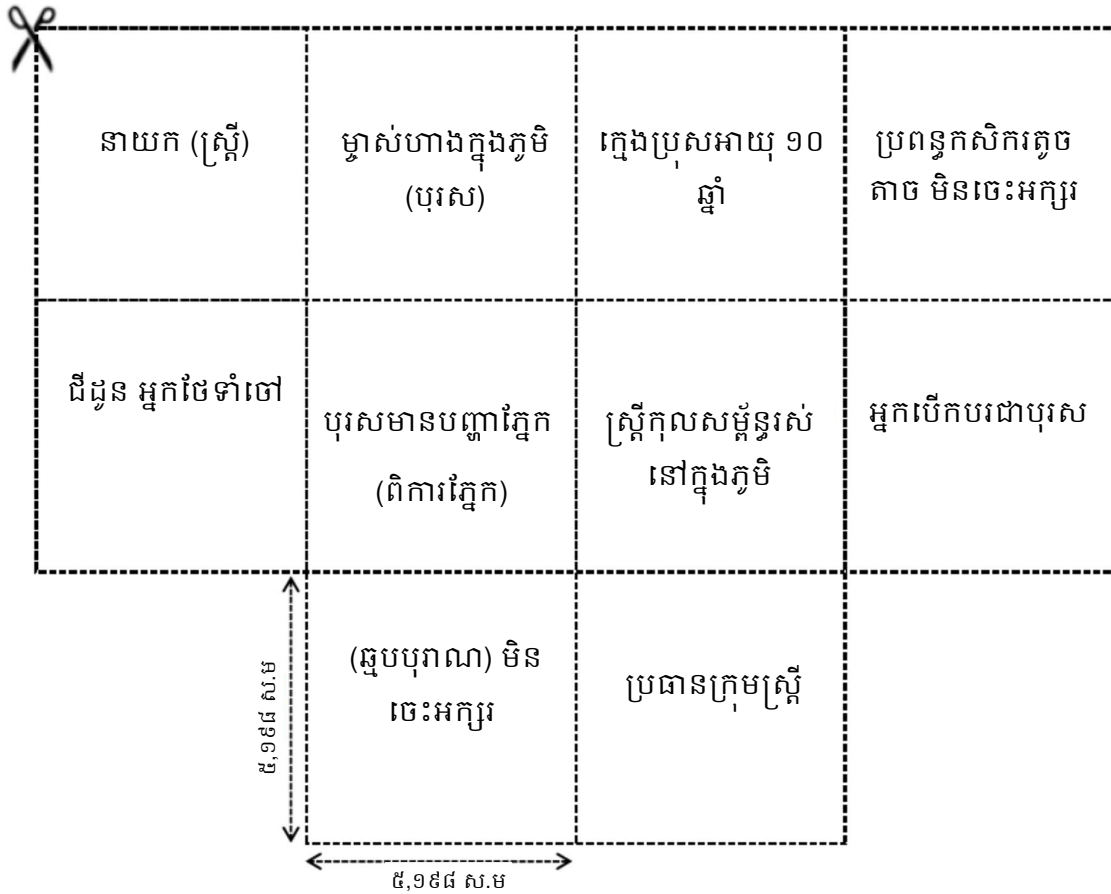 នាយក (ស្ត្រី)
ម្ចាស់ហាងក្នុងភូមិ
(បុរស)
ក្មេងប្រុសអាយុ ១០
ឆ្នាំ
ប្រពន្ធកសិករតូច
តាច មិនចេះអក្សរ
ជីដូន អ្នកថែទាំចៅ
បុរសមានបញ្ហាភ្នែក
(ពិការភ្នែក)
ស្ត្រីកុលសម្ព័ន្ធរស់
នៅក្នុងភូមិ
អ្នកបើកបរជាបុរស
(ឆ្មបបុរាណ) មិន
ចេះអក្សរ
ប្រធានក្រុមស្ត្រី
៥,១៩៨ ស.ម
៥,១៩៨ ស.ម